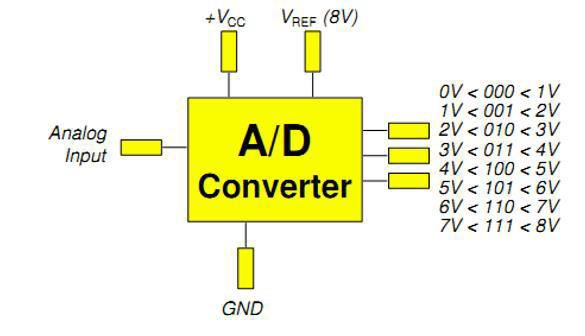 +VCC
VREF (8V)
Analog
Input
A/D
Converter
0V < 000 < 1V
1V < 001 < 2V
2V < 010 < 3V
3V < 011 < 4V
4V < 100 < 5V
5V < 101 < 6V
6V < 110 < 7V
7V < 111 < 8V
GND